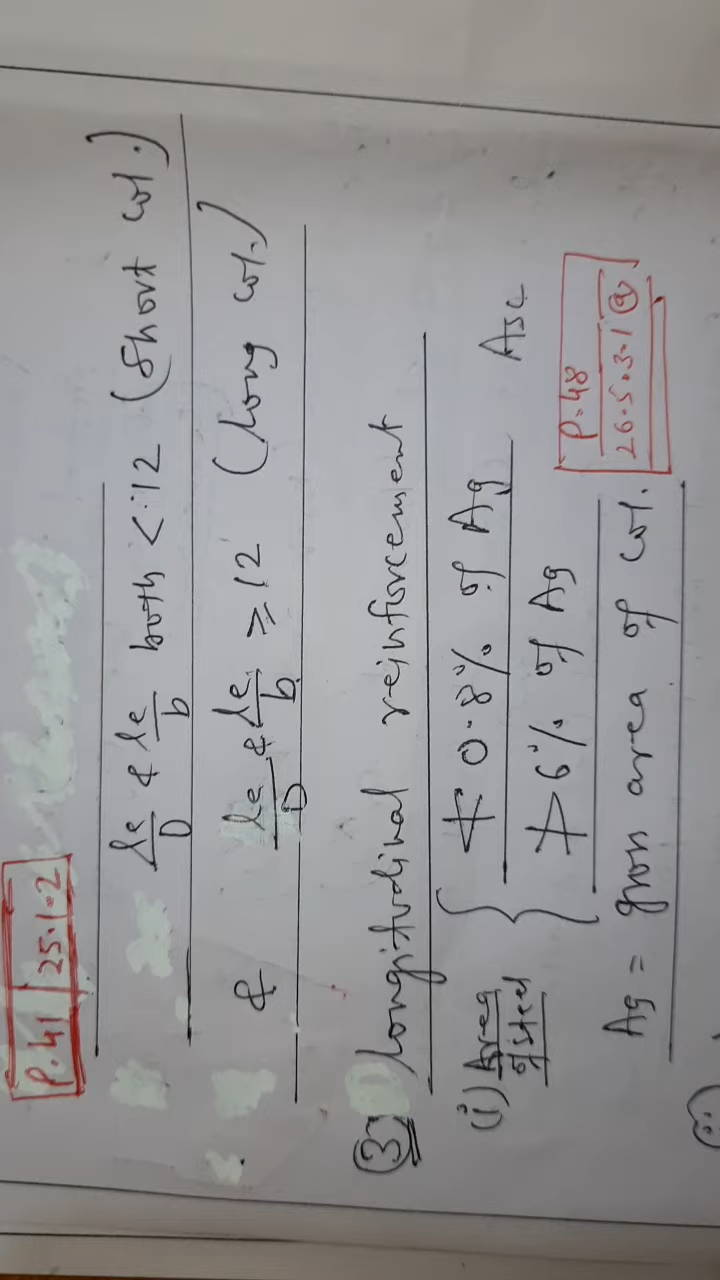 P.41 25.1.2
le/D & le/b both < 12 (Short col.)
& le/D & le/b ≥ 12 (Long col.)
③ Longitudinal reinforcement
(i) Area of steel { ≮ 0.8% of Ag Asc
≯ 6% of Ag
P.48
26.5.3.1 ⓐ
Ag = gross area of col.
(ii)